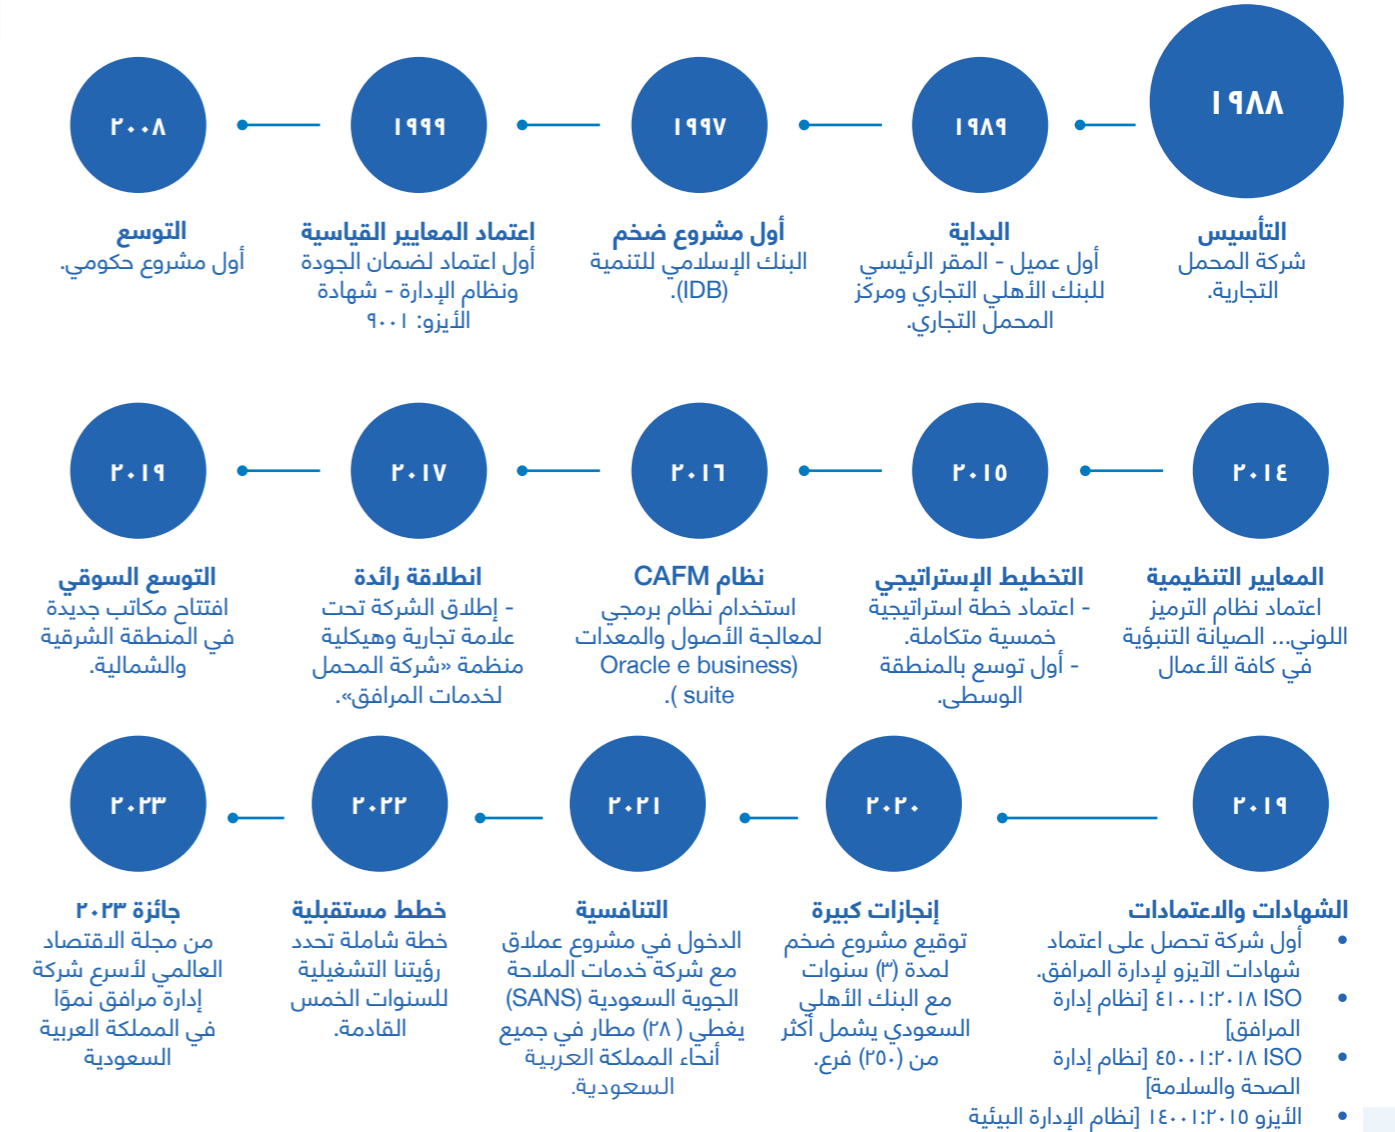 ١٩٨٨
التأسيس
شركة المحمل
التجارية.
١٩٨٩
البداية
أول عميل - المقر الرئيسي
للبنك الأهلي التجاري ومركز
المحمل التجاري.
١٩٩٧
أول مشروع ضخم
البنك الإسلامي للتنمية
(IDB).
١٩٩٩
اعتماد المعايير القياسية
أول اعتماد لضمان الجودة
ونظام الإدارة - شهادة
الأيزو: ٩٠٠١
٢٠٠٨
التوسع
أول مشروع حكومي.
٢٠١٤
المعايير التنظيمية
اعتماد نظام الترميز
اللوني... الصيانة التنبؤية
في كافة الأعمال
٢٠١٥
التخطيط الإستراتيجي
- اعتماد خطة استراتيجية
خمسية متكاملة.
- أول توسع بالمنطقة
الوسطى.
٢٠١٦
نظام CAFM
استخدام نظام برمجي
لمعالجة الأصول والمعدات
(Oracle e business
suite ).
٢٠١٧
انطلاقة رائدة
- إطلاق الشركة تحت
علامة تجارية وهيكلية
منظمة «شركة المحمل
لخدمات المرافق».
٢٠١٩
التوسع السوقي
افتتاح مكاتب جديدة
في المنطقة الشرقية
والشمالية.
٢٠١٩
الشهادات والاعتمادات
• أول شركة تحصل على اعتماد
شهادات الآيزو لإدارة المرافق.
• ISO ٤١٠٠١:٢٠١٨ [نظام إدارة
المرافق]
• ISO ٤٥٠٠١:٢٠١٨ [نظام إدارة
الصحة والسلامة]
• الأيزو ١٤٠٠١:٢٠١٥ [نظام الإدارة البيئية
٢٠٢٠
إنجازات كبيرة
توقيع مشروع ضخم
لمدة (٣) سنوات
مع البنك الأهلي
السعودي يشمل أكثر
من (٢٥٠) فرع.
٢٠٢١
التنافسية
الدخول في مشروع عملاق
مع شركة خدمات الملاحة
الجوية السعودية (SANS)
يغطي ( ٢٨) مطار في جميع
أنحاء المملكة العربية
السعودية.
٢٠٢٢
خطط مستقبلية
خطة شاملة تحدد
رؤيتنا التشغيلية
للسنوات الخمس
القادمة.
٢٠٢٣
جائزة ٢٠٢٣
من مجلة الاقتصاد
العالمي لأسرع شركة
إدارة مرافق نموًا
في المملكة العربية
السعودية